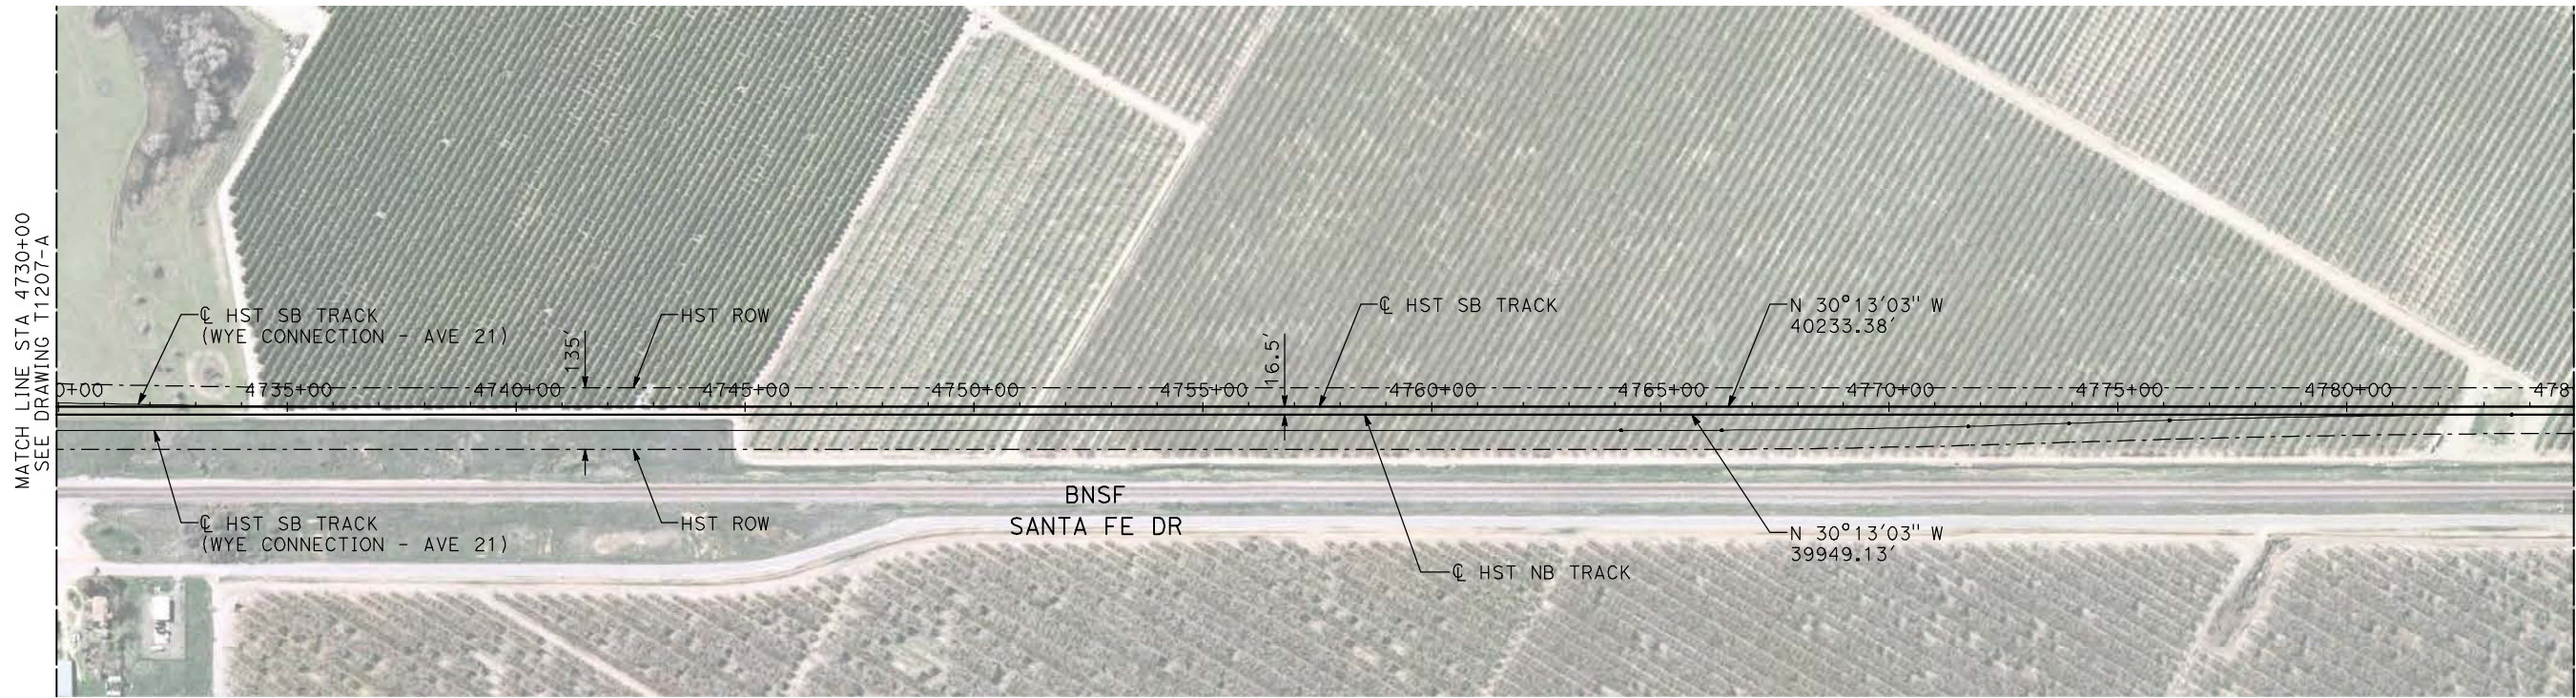 MATCH LINE STA 4730+00
SEE DRAWING T1207-A
℄ HST SB TRACK
(WYE CONNECTION - AVE 21)
135'
HST ROW
16.5'
℄ HST SB TRACK
N 30°13'03" W
40233.38'
0+00
4735+00
4740+00
4745+00
4750+00
4755+00
4760+00
4765+00
4770+00
4775+00
4780+00
478
℄ HST SB TRACK
(WYE CONNECTION - AVE 21)
HST ROW
BNSF
SANTA FE DR
℄ HST NB TRACK
N 30°13'03" W
39949.13'